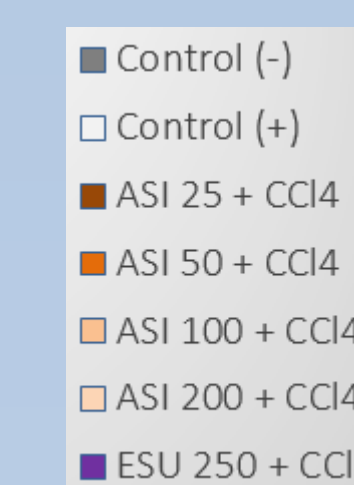 Control (-)
Control (+)
ASI 25 + CCl4
ASI 50 + CCl4
ASI 100 + CCl4
ASI 200 + CCl4
ESU 250 + CCl